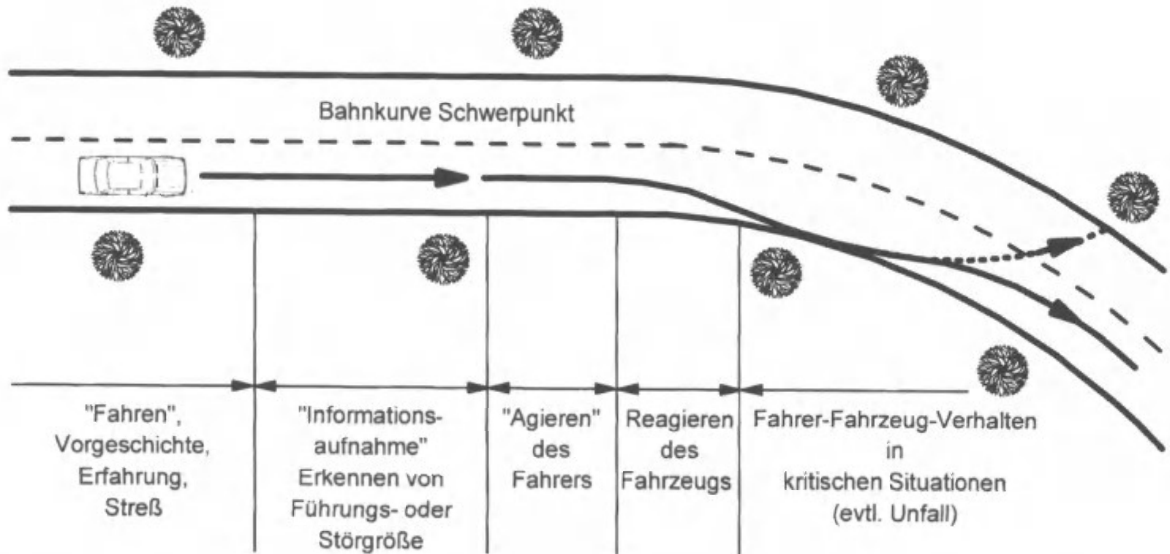 Bahnkurve Schwerpunkt
"Fahren",
Vorgeschichte,
Erfahrung,
Streß
"Informations-
aufnahme"
Erkennen von
Führungs- oder
Störgröße
"Agieren"
des
Fahrers
Reagieren
des
Fahrzeugs
Fahrer-Fahrzeug-Verhalten
in
kritischen Situationen
(evtl. Unfall)